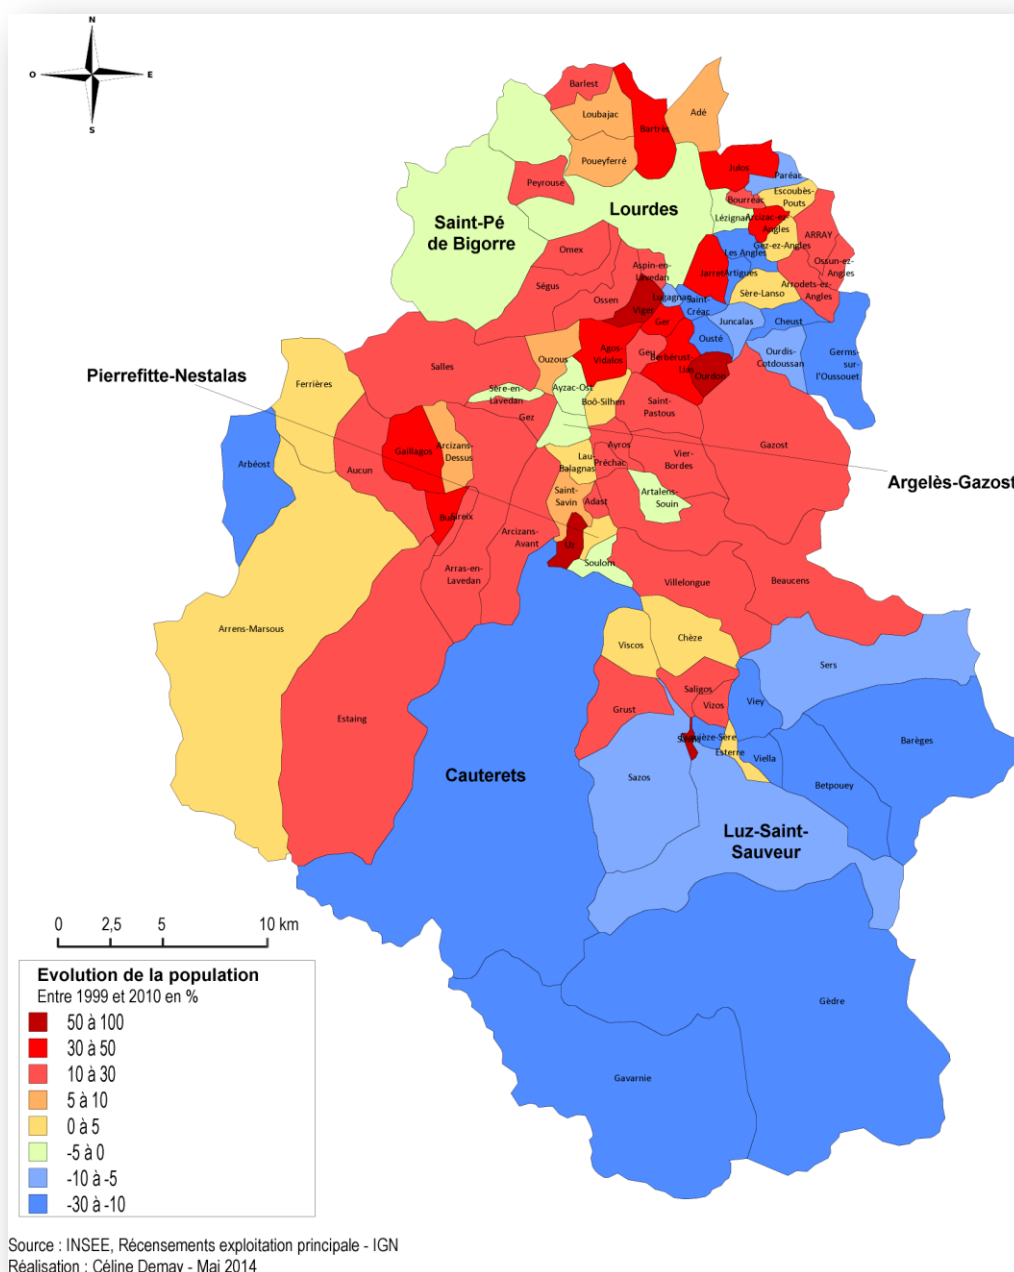 N
O
E
S
Barlest
Loubajac
Bartrès
Adé
Poueyferré
Peyrouse
Julos
Paréac
Escoubès-
Pouts
Bourréac
Saint-Pé
de Bigorre
Lourdes
Lézignan
Arcizac-ez-
Angles
ARRAY
Gez-ez-Angles
Les Angles
Ossun-ez-
Angles
Omex
Aspin-en-
Lavedan
Jarret
Artigues
Arrodets-ez-
Angles
Ségus
Ossen
Viger
Lugagnan
Saint-
Créac
Sère-Lanso
Ger
Juncalas
Cheust
Ousté
Agos-
Vidalos
Geu
Berbérust-
Lias
Ourdis-
Cotdoussan
Germs-
sur-
l'Oussouet
Ouzous
Salles
Pierrefitte-Nestalas
Ferrières
Ourdon
Ayzac-Ost
Sère-en-
Lavedan
Boô-Silhen
Saint-
Pastous
Gez
Gaillagos
Arcizans-
Dessus
Ayros
Gazost
Arbéost
Aucun
Lau-
Balagnas
Préchac
Vier-
Bordes
Argelès-Gazost
Saint-
Savin
Adast
Artalens-
Souin
Bun
Sireix
Arcizans-
Avant
Uz
Soulom
Arras-en-
Lavedan
Villelongue
Beaucens
Arrens-Marsous
Viscos
Chèze
Sers
Estaing
Saligos
Vizos
Viey
Grust
Barèges
Esterre
Viella
Cauterets
Sazos
Betpouey
Luz-Saint-
Sauveur
Gèdre
Gavarnie
0 2,5 5 10 km
Evolution de la population
Entre 1999 et 2010 en %
50 à 100
30 à 50
10 à 30
5 à 10
0 à 5
-5 à 0
-10 à -5
-30 à -10
Source : INSEE, Récensements exploitation principale - IGN
Réalisation : Céline Demay - Mai 2014